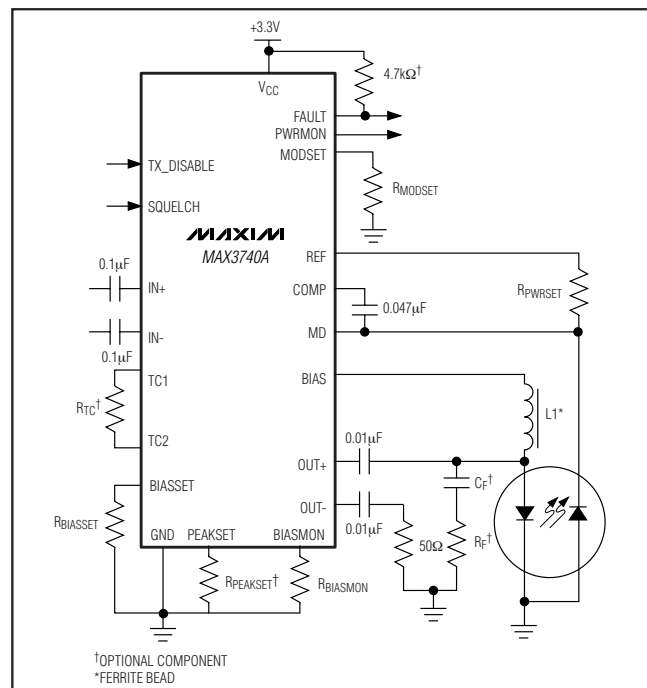 +3.3V
4.7kΩ†
VCC
FAULT
PWRMON
MODSET
TX_DISABLE
RMODSET
SQUELCH
MAXIM
MAX3740A
REF
0.1µF
COMP
RPWRSET
IN+
0.047µF
MD
IN-
0.1µF
TC1
BIAS
RTC†
L1*
TC2
0.01µF
OUT+
CF†
BIASSET
OUT-
RBIASSET
0.01µF
50Ω
RF†
GND
PEAKSET
BIASMON
RPEAKSET†
RBIASMON
†OPTIONAL COMPONENT
*FERRITE BEAD